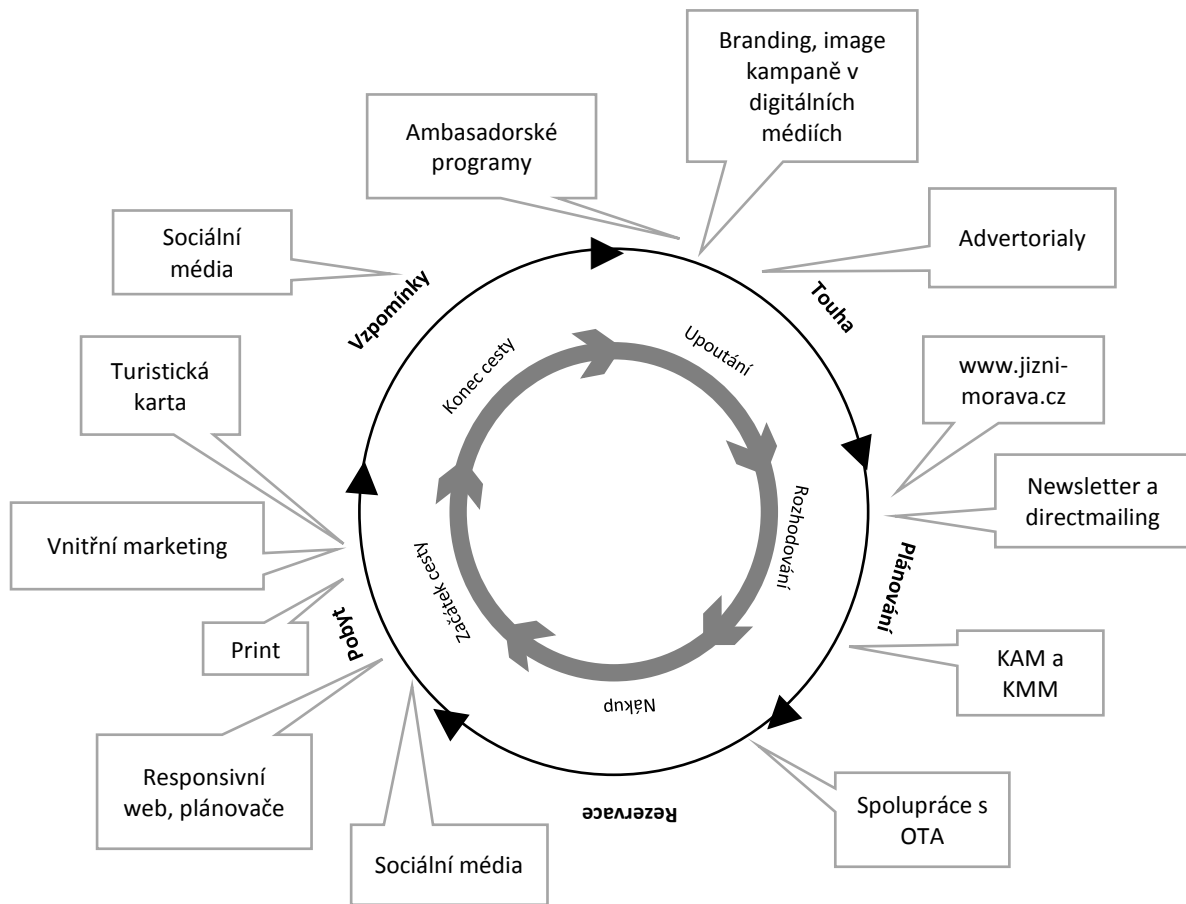 Branding, image
kampaně v
digitálních
médiích
Ambasadorské
programy
Advertorialy
Sociální
média
Vzpomínky
Touha
Konec cesty
Upoutání
www.jizni-
morava.cz
Turistická
karta
Newsletter a
directmailing
Vnitřní marketing
Rozhodování
Začátek cesty
Plánování
Pobyt
Print
KAM a
KMM
Nákup
Responsivní
web, plánovače
Rezervace
Spolupráce s
OTA
Sociální média